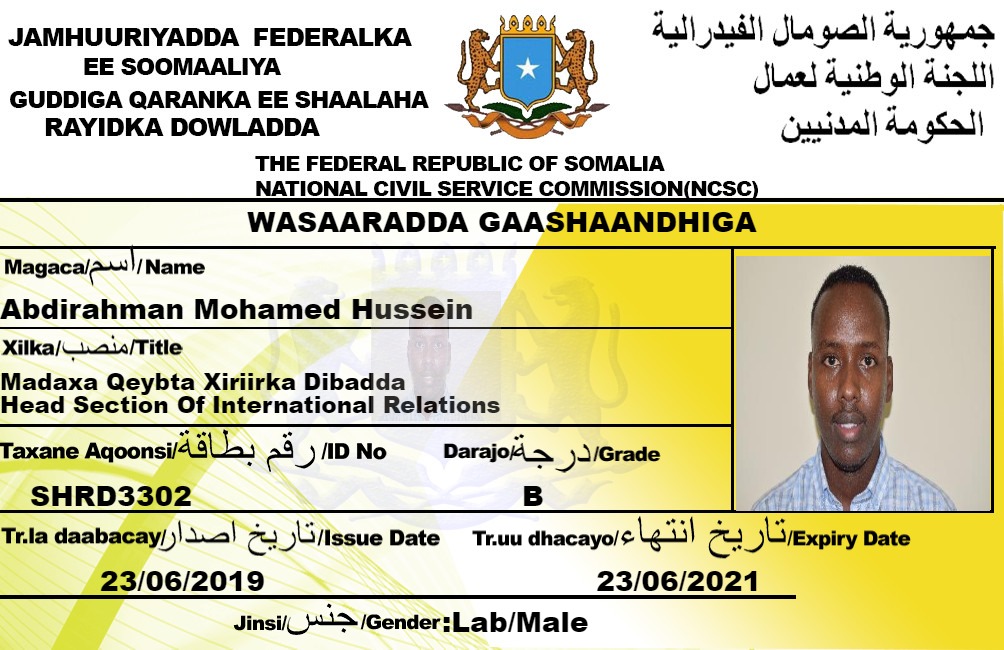 JAMHUURIYADDA FEDERALKA
EE SOOMAALIYA
GUDDIGA QARANKA EE SHAALAHA
RAYIDKA DOWLADDA
جمهورية الصومال الفيدرالية
اللجنة الوطنية لعمال
الحكومة المدنيين
THE FEDERAL REPUBLIC OF SOMALIA
NATIONAL CIVIL SERVICE COMMISSION(NCSC)
WASAARADDA GAASHAANDHIGA
Magaca/اسم/Name
Abdirahman Mohamed Hussein
Xilka/منصب/Title
Madaxa Qeybta Xiriirka Dibadda
Head Section Of International Relations
Taxane Aqoonsi/رقم بطاقة/ID No
Darajo/درجة/Grade
SHRD3302
B
Tr.la daabacay/تاريخ اصدار/Issue Date
Tr.uu dhacayo/تاريخ انتهاء/Expiry Date
23/06/2019
23/06/2021
Jinsi/جنس/Gender:Lab/Male